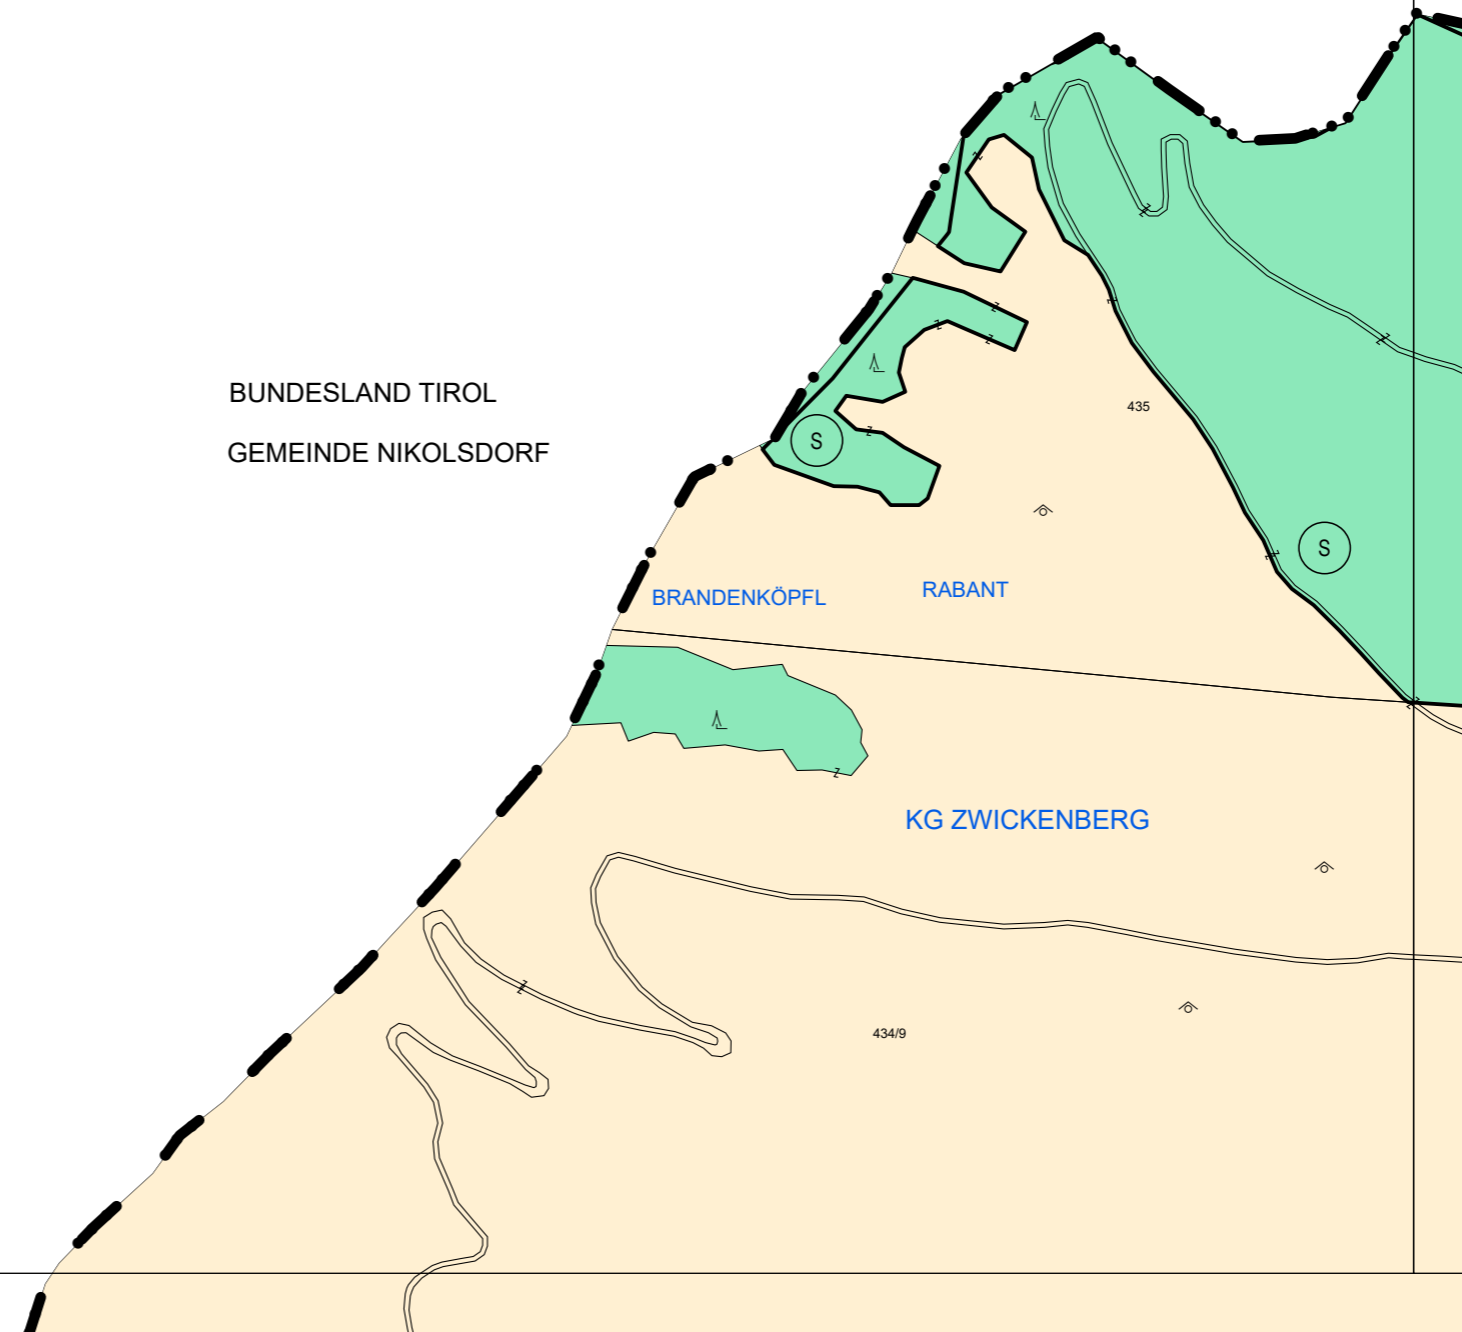 BUNDESLAND TIROL
GEMEINDE NIKOLSDORF
435
S
S
BRANDENKÖPFL
RABANT
KG ZWICKENBERG
434/9